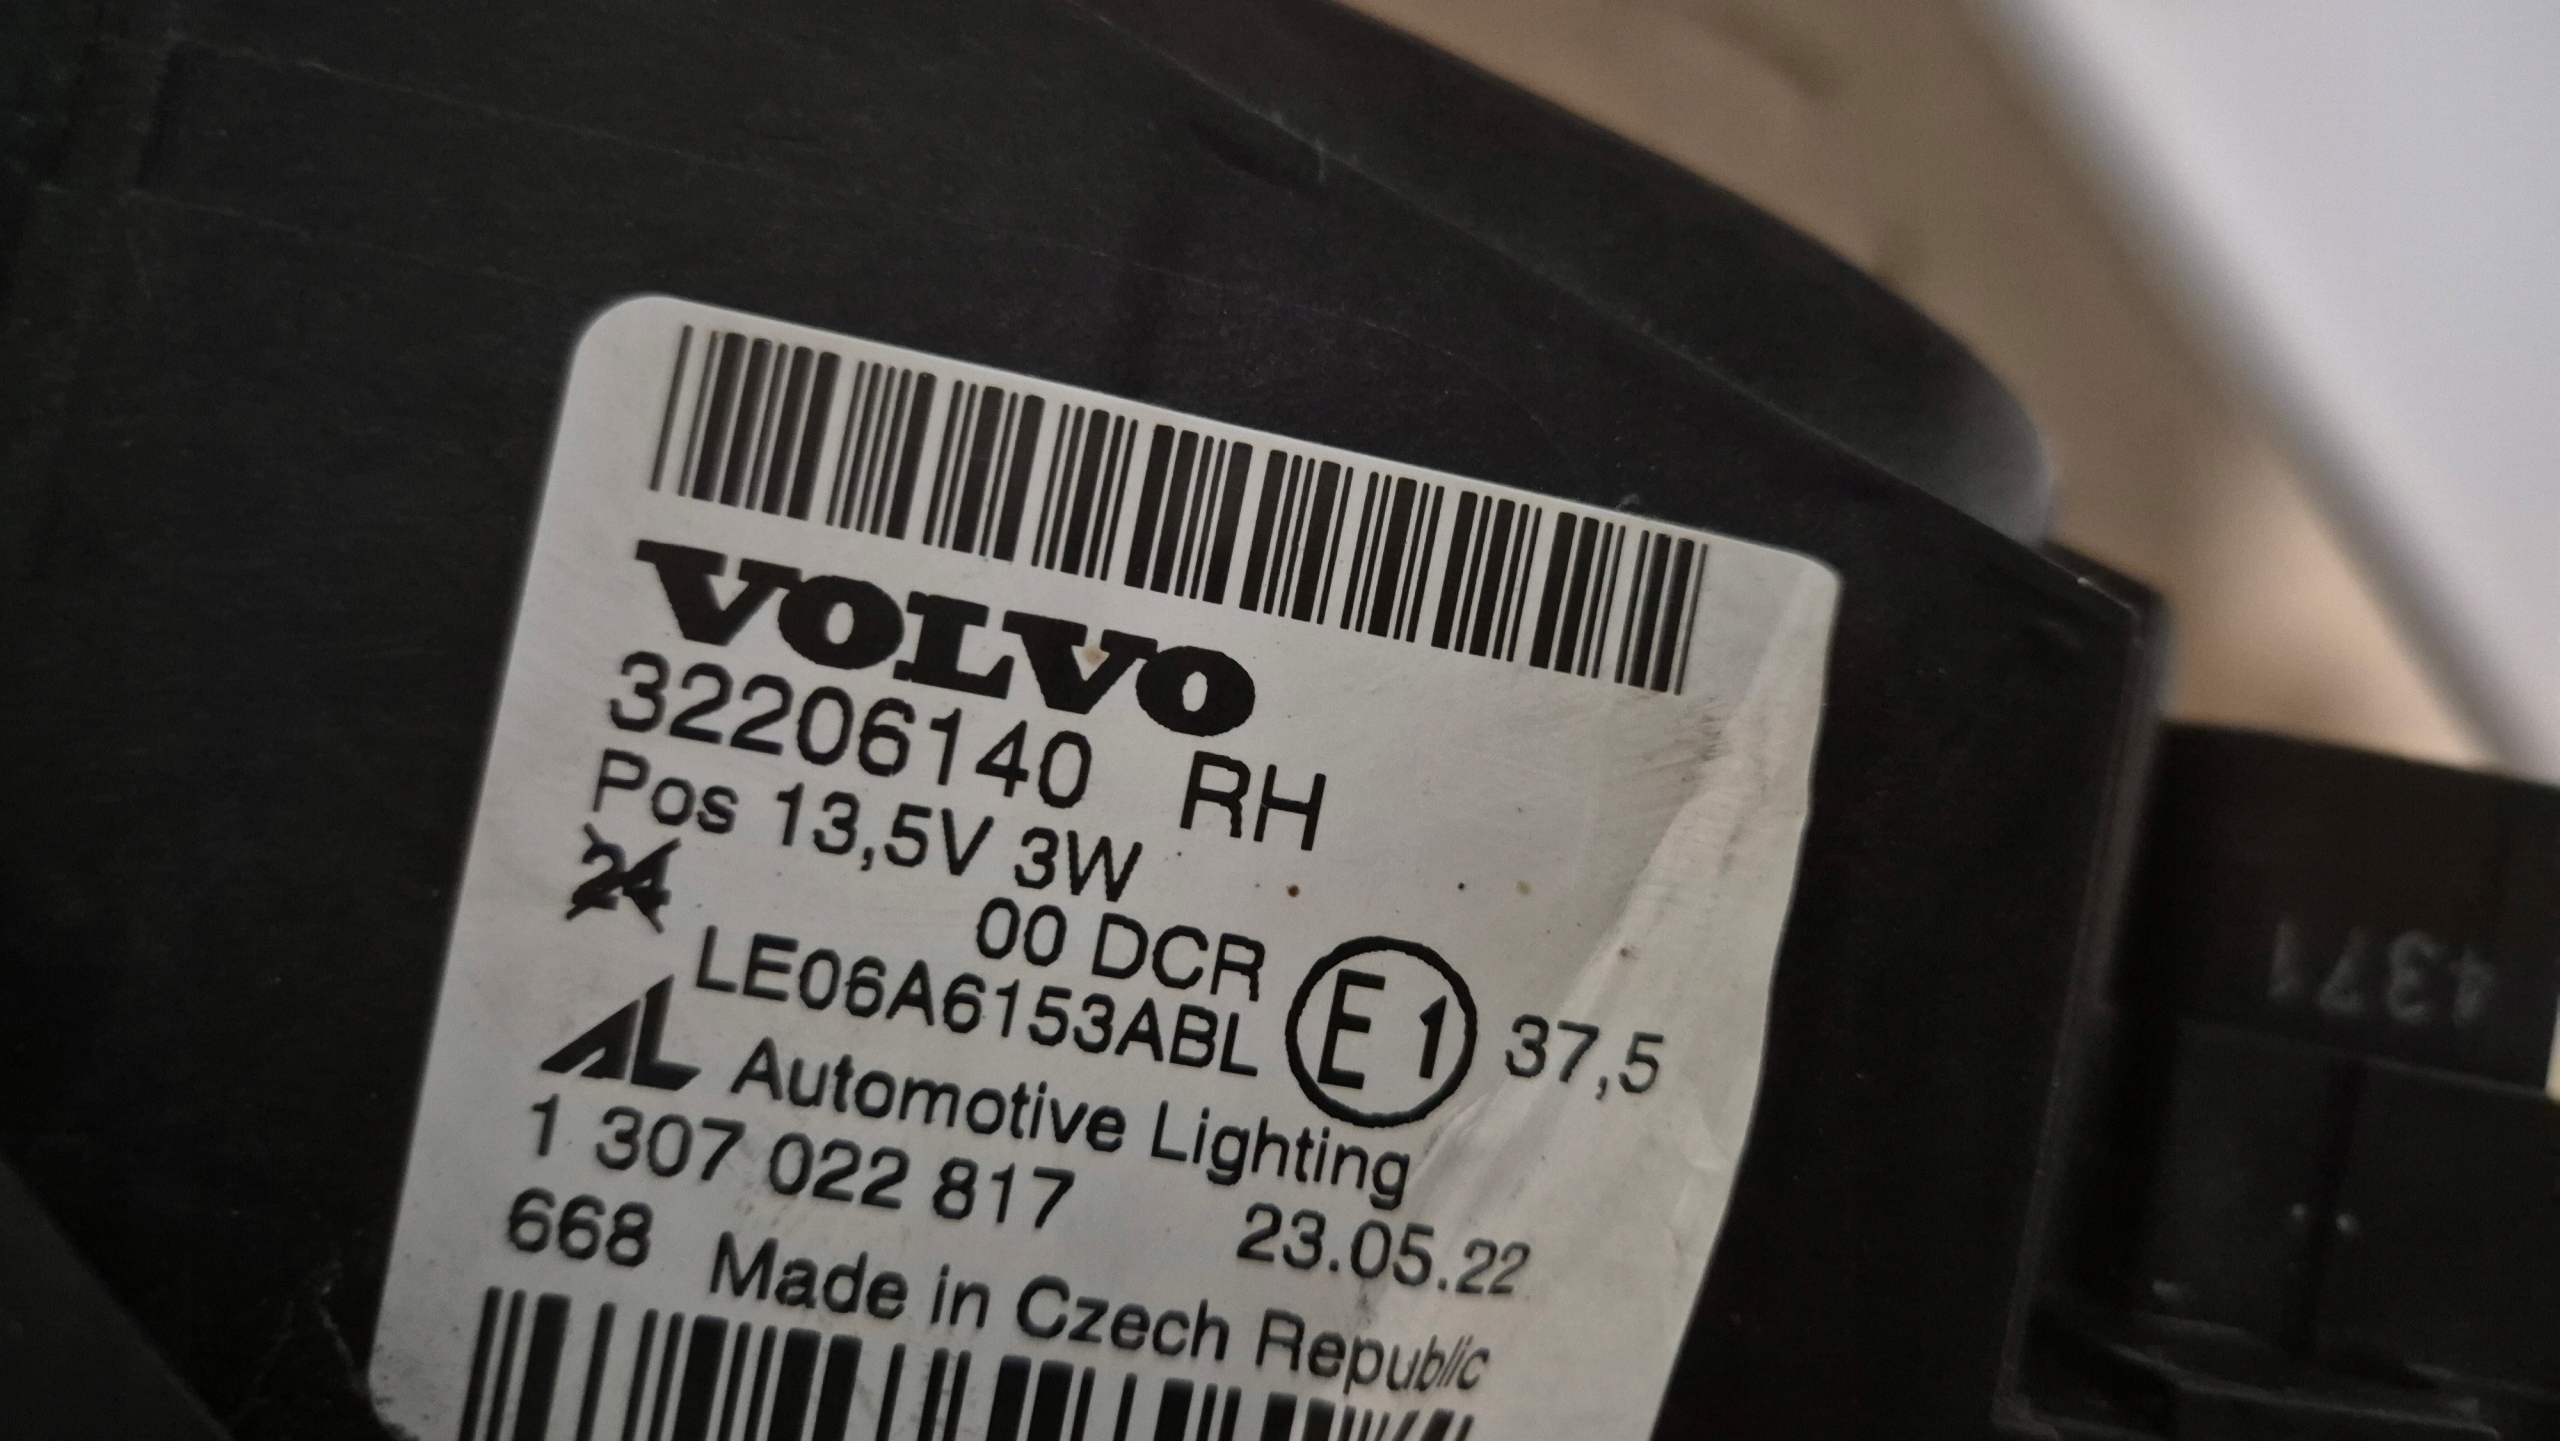 VOLVO
32206140 RH
Pos 13,5V 3W
24
00 DCR
LE06A6153ABL E1 37,5
AL Automotive Lighting
1 307 022 817 23.05.22
668 Made in Czech Republic
4371